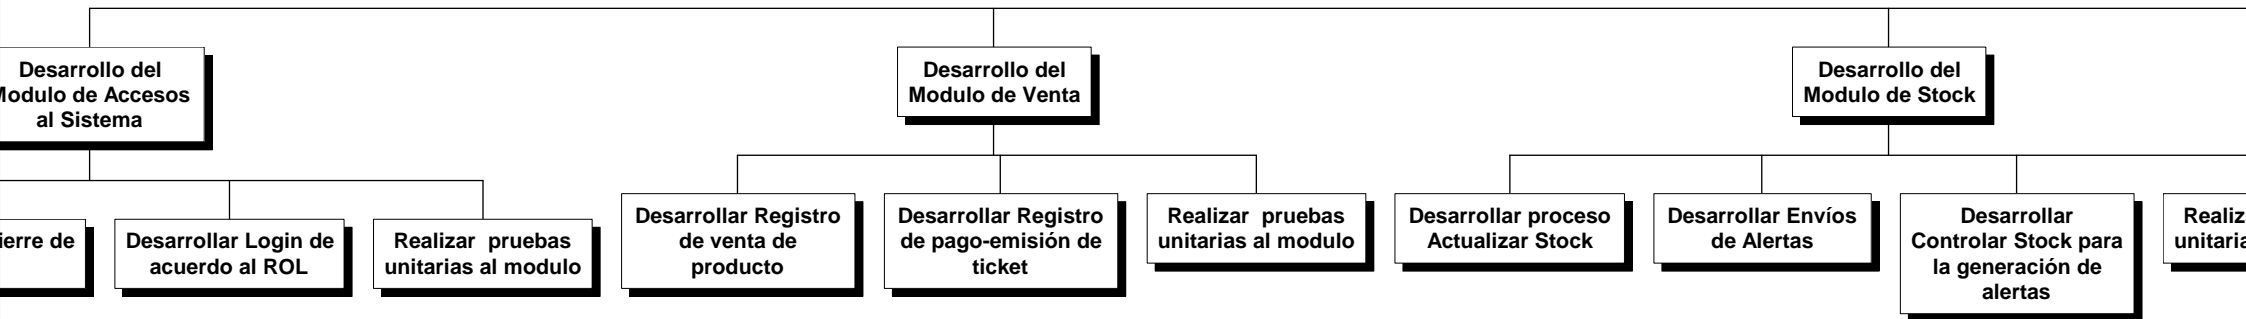 Desarrollo del
Modulo de Accesos
al Sistema
Desarrollo del
Modulo de Venta
Desarrollo del
Modulo de Stock
de
Desarrollar Login de
acuerdo al ROL
Realizar pruebas
unitarias al modulo
Desarrollar Registro
de venta de
producto
Desarrollar Registro
de pago-emisión de
ticket
Realizar pruebas
unitarias al modulo
Desarrollar proceso
Actualizar Stock
Desarrollar Envíos
de Alertas
Desarrollar
Controlar Stock para
la generación de
alertas